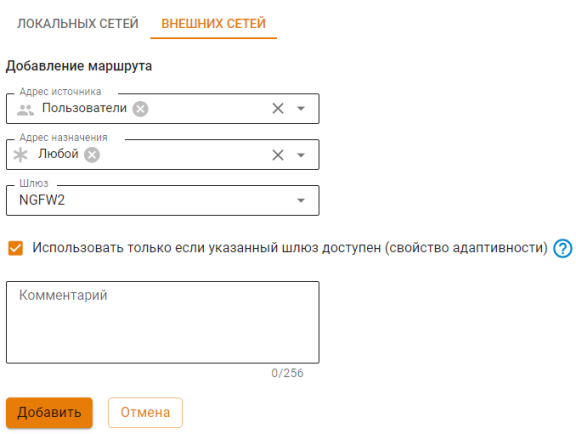 ЛОКАЛЬНЫХ СЕТЕЙ ВНЕШНИХ СЕТЕЙ
Добавление маршрута
Адрес источника
Пользователи
Адрес назначения
Любой
Шлюз
NGFW2
Использовать только если указанный шлюз доступен (свойство адаптивности) ?
Комментарий
0/256
Добавить Отмена